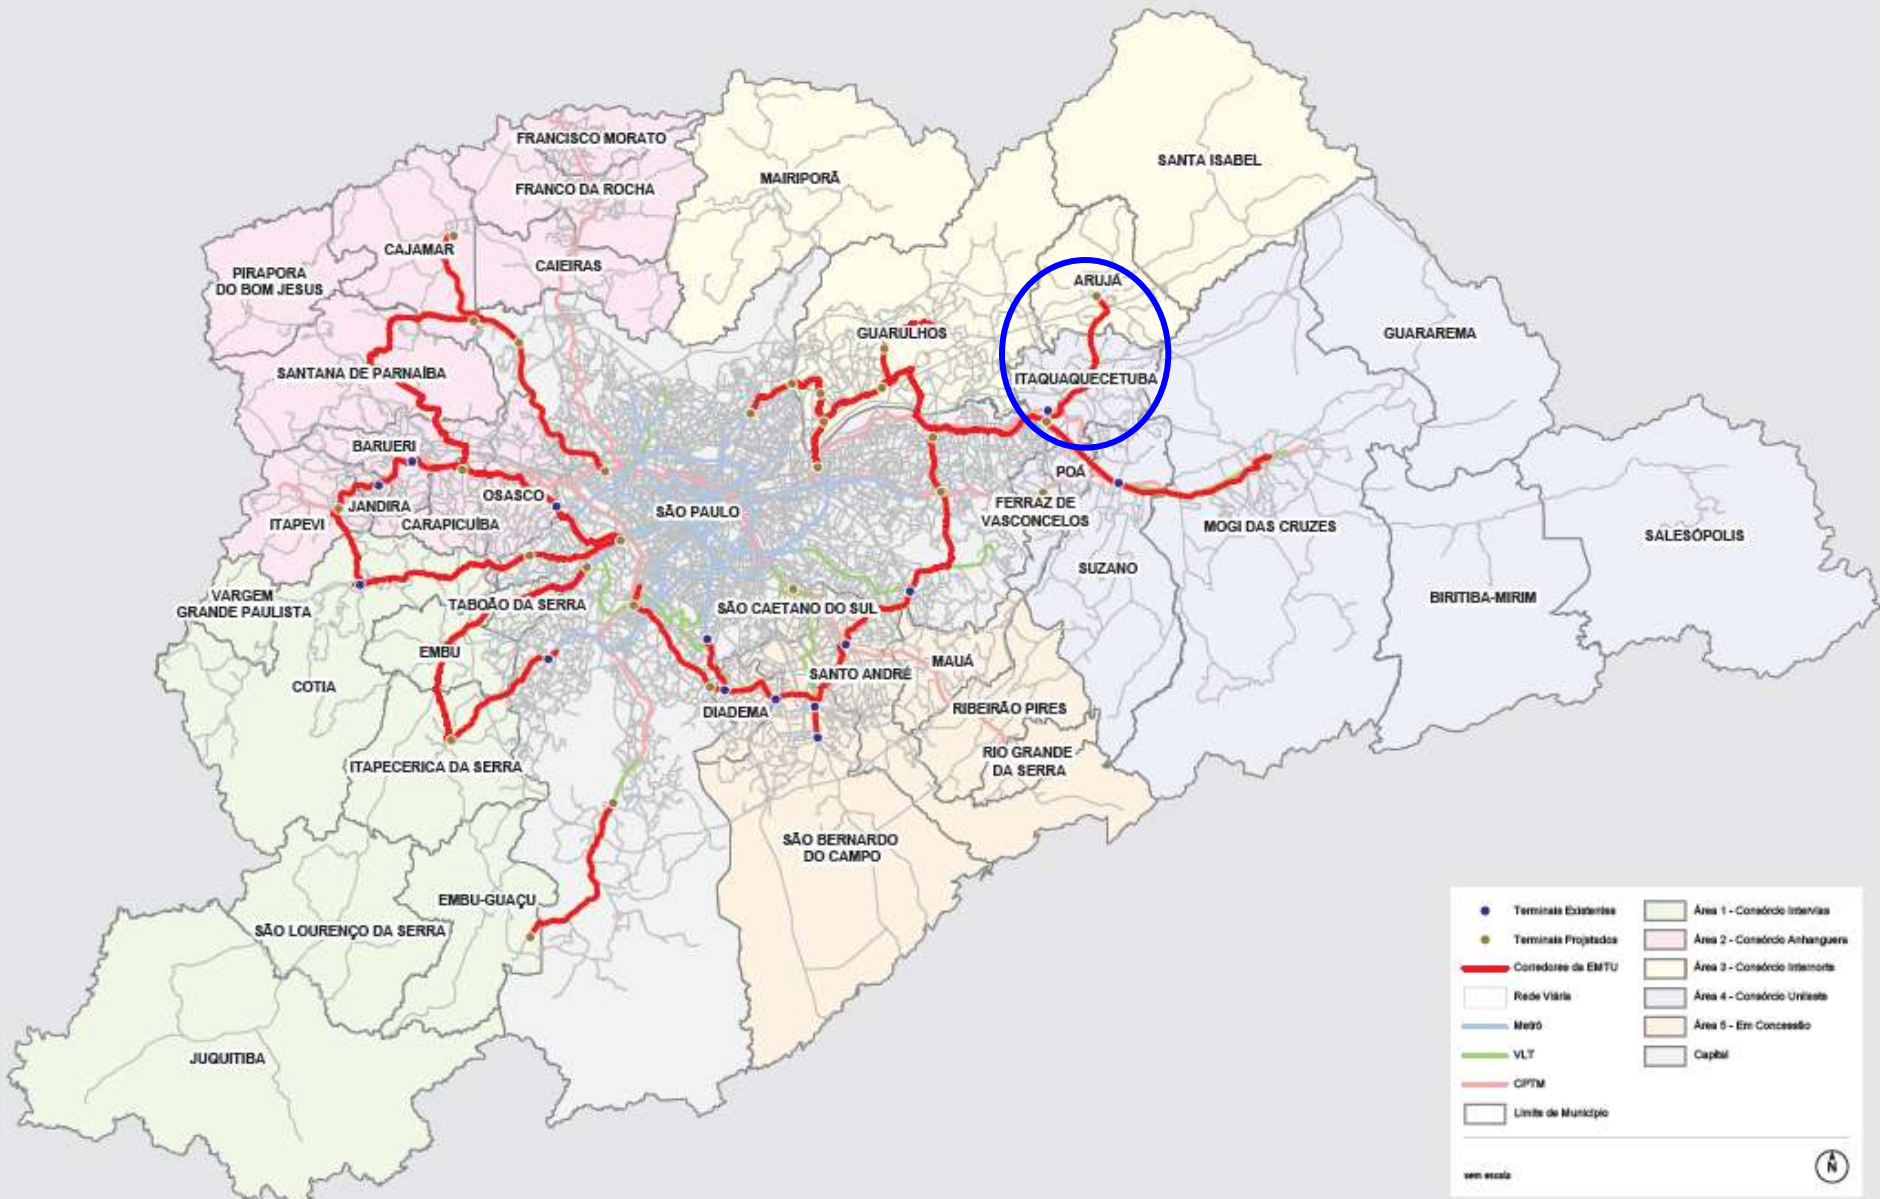 FRANCISCO MORATO
SANTA ISABEL
MAIRIPORÃ
FRANCO DA ROCHA
CAJAMAR
CAIEIRAS
PIRAPORA
DO BOM JESUS
ARUJÁ
GUARULHOS
GUARAREMA
SANTANA DE PARNAÍBA
ITAQUAQUECETUBA
BARUERI
POÁ
OSASCO
JANDIRA
SÃO PAULO
FERRAZ DE
VASCONCELOS
ITAPEVI
CARAPICUÍBA
MOGI DAS CRUZES
SALESÓPOLIS
SUZANO
VARGEM
GRANDE PAULISTA
TABOÃO DA SERRA
SÃO CAETANO DO SUL
BIRITIBA-MIRIM
EMBU
MAUÁ
COTIA
SANTO ANDRÉ
DIADEMA
RIBEIRÃO PIRES
ITAPECERICA DA SERRA
RIO GRANDE
DA SERRA
SÃO BERNARDO
DO CAMPO
EMBU-GUAÇU
SÃO LOURENÇO DA SERRA
JUQUITIBA
Terminais Existentes
Terminais Projetados
Corredores da EMTU
Rede Viária
Metrô
VLT
CPTM
Limite de Município
Área 1 - Consórcio Intervias
Área 2 - Consórcio Anhanguera
Área 3 - Consórcio Internorte
Área 4 - Consórcio Unileste
Área 5 - Em Concessão
Capital
sem escala
N